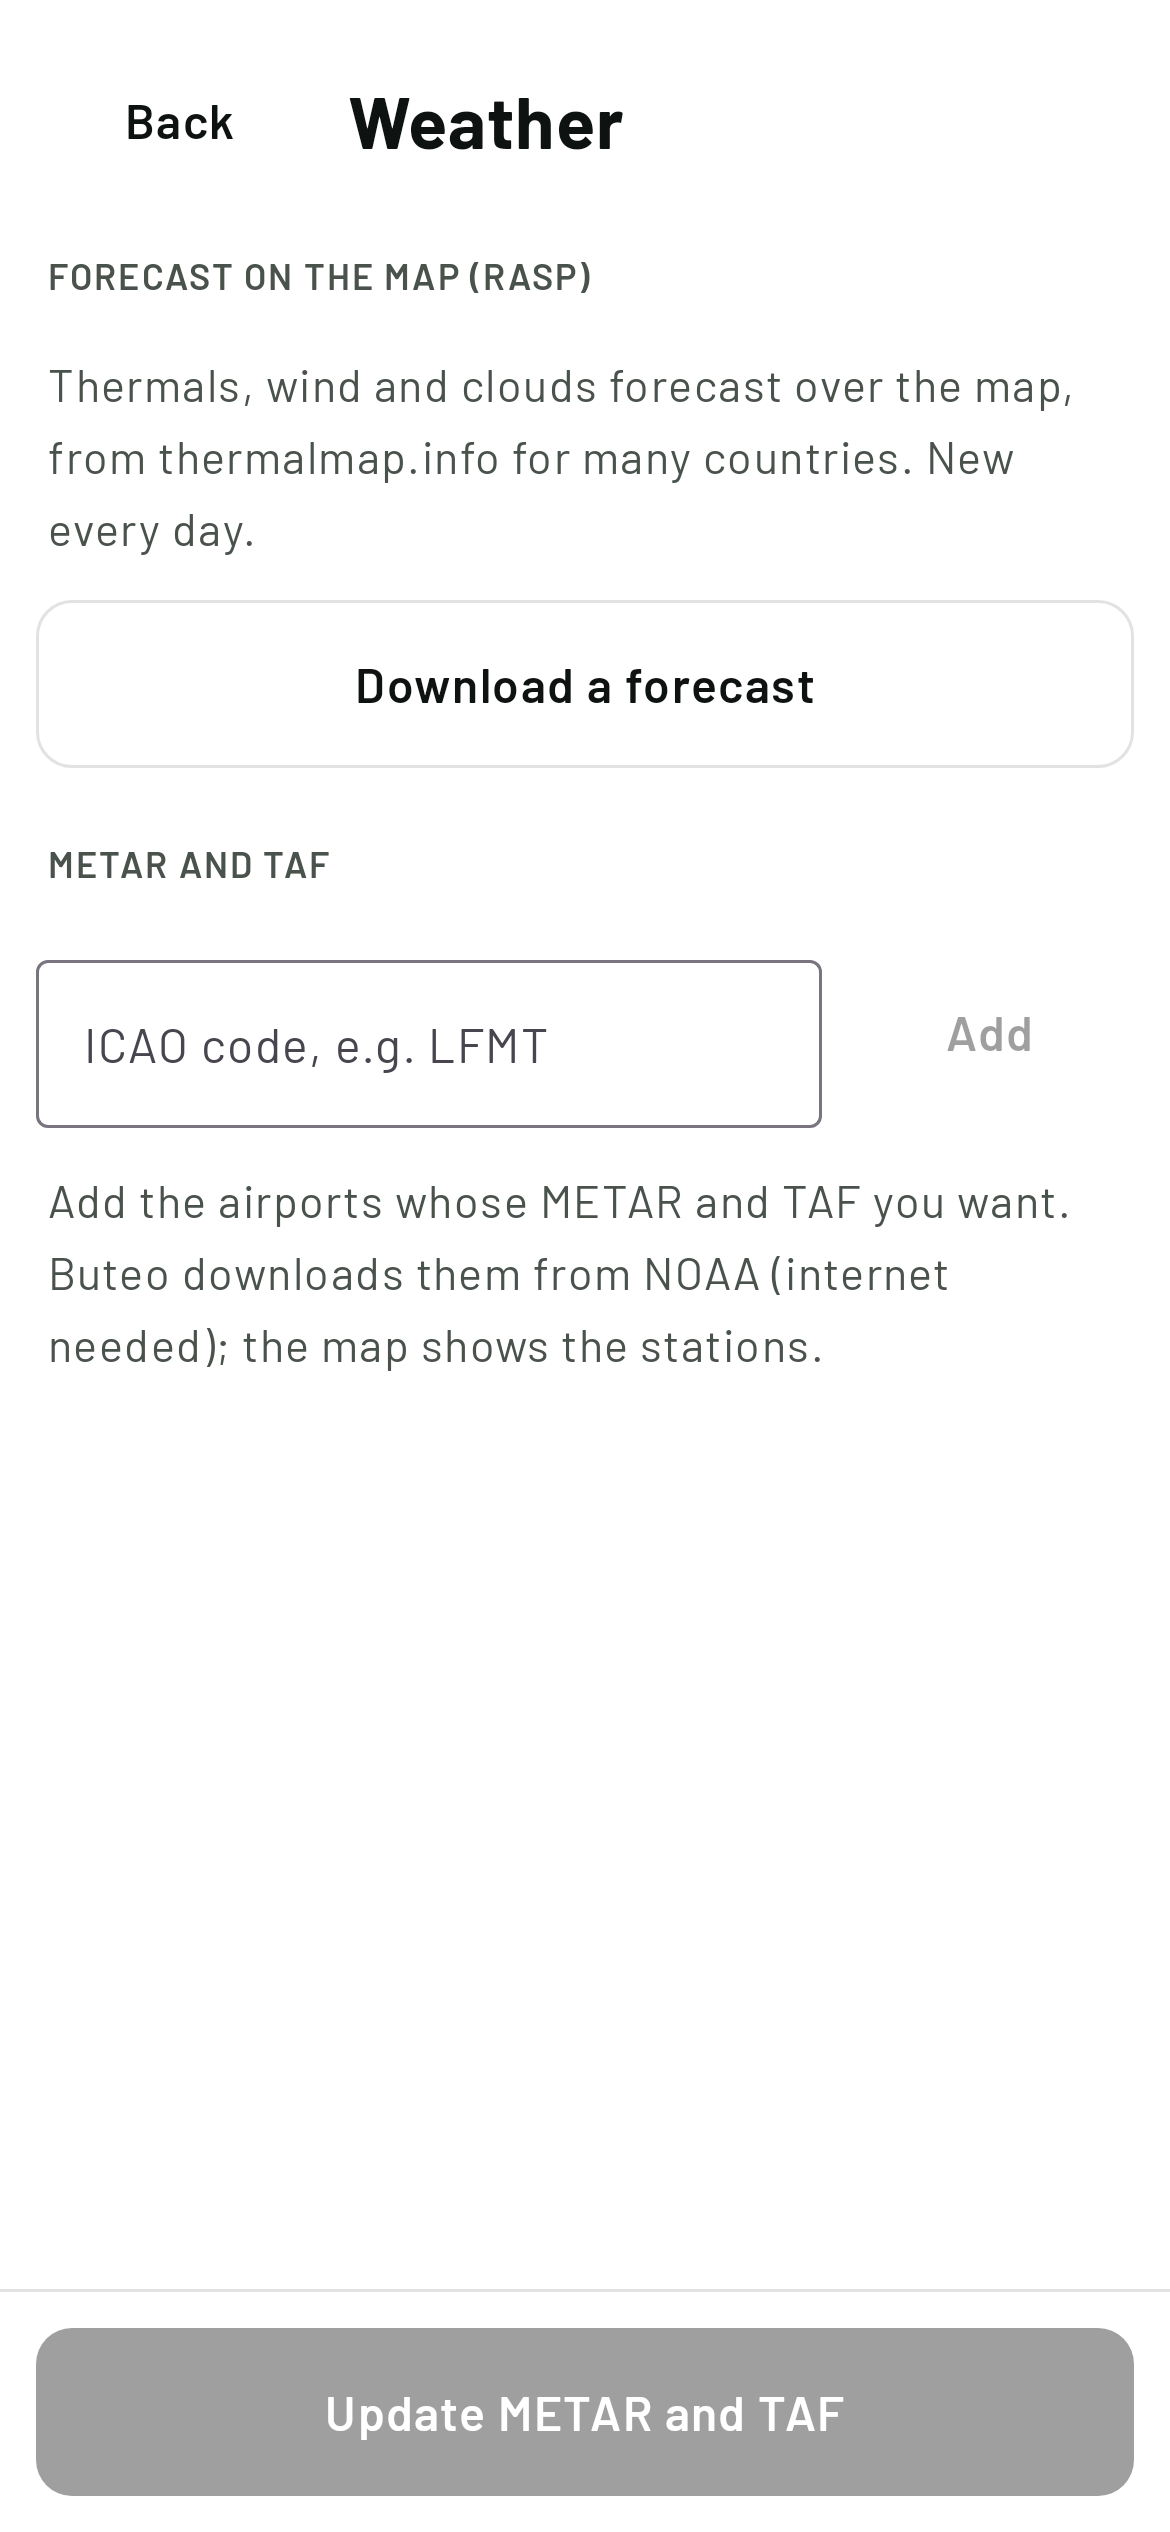 Back
Weather
FORECAST ON THE MAP (RASP)
Thermals, wind and clouds forecast over the map,
from thermalmap.info for many countries. New
every day.
Download a forecast
METAR AND TAF
ICAO code, e.g. LFMT
Add
Add the airports whose METAR and TAF you want.
Buteo downloads them from NOAA (internet
needed); the map shows the stations.
Update METAR and TAF